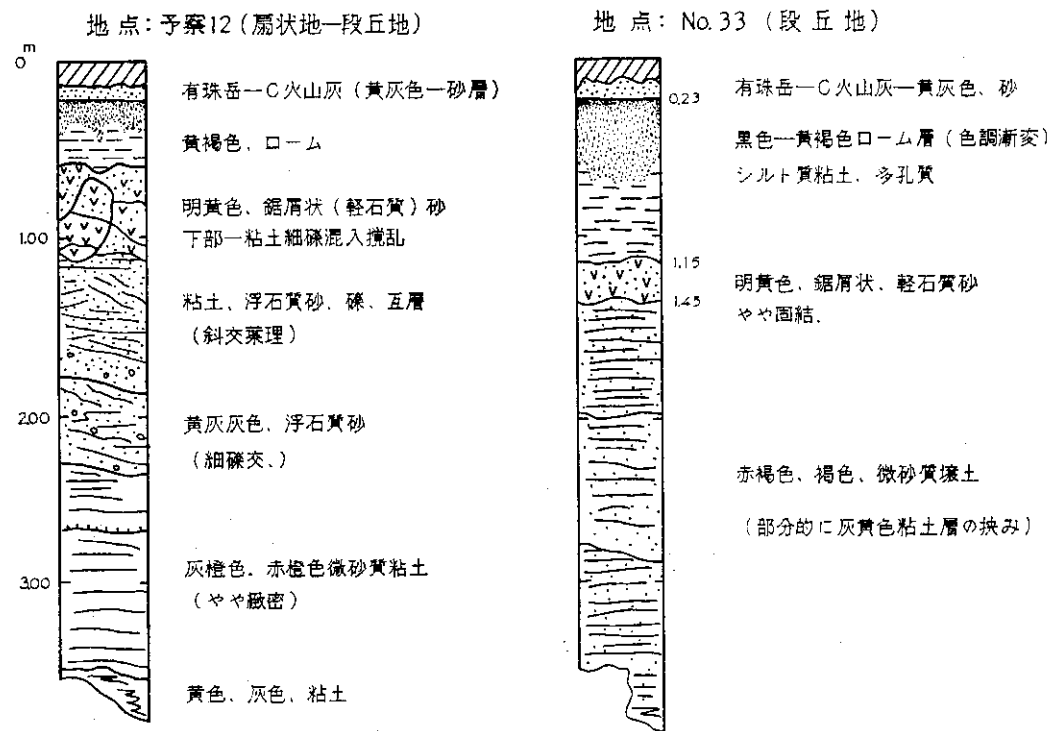 地点：予察12（扇状地一段丘地）
m
0
有珠岳一C火山灰（黄灰色一砂層）
黄褐色、ローム
明黄色、鋸屑状（軽石質）砂
1.00
下部一粘土細礫混入撹乱
粘土、浮石質砂、礫、互層
（斜交葉理）
2.00
黄灰灰色、浮石質砂
（細礫交、）
灰橙色、赤橙色微砂質粘土
3.00
（やや緻密）
黄色、灰色、粘土
地点：No.33（段丘地）
有珠岳一C火山灰一黄灰色、砂
0.23
黒色一黄褐色ローム層（色調漸変）
シルト質粘土、多孔質
1.15
明黄色、鋸屑状、軽石質砂
1.45
やや固結、
赤褐色、褐色、微砂質壌土
（部分的に灰黄色粘土層の挟み）